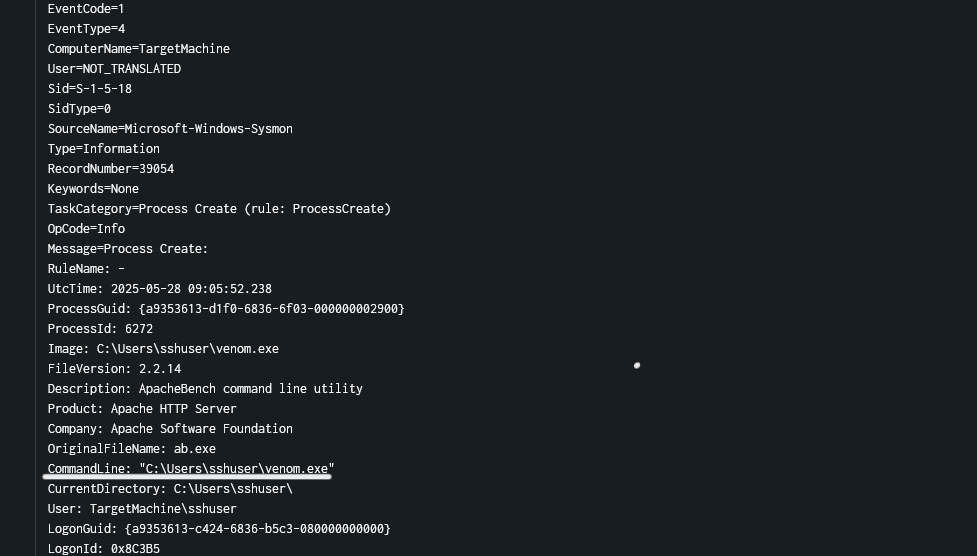 EventCode=1
EventType=4
ComputerName=TargetMachine
User=NOT_TRANSLATED
Sid=S-1-5-18
SidType=0
SourceName=Microsoft-Windows-Sysmon
Type=Information
RecordNumber=39054
Keywords=None
TaskCategory=Process Create (rule: ProcessCreate)
OpCode=Info
Message=Process Create:
RuleName: -
UtcTime: 2025-05-28 09:05:52.238
ProcessGuid: {a9353613-d1f0-6836-6f03-000000002900}
ProcessId: 6272
Image: C:\Users\sshuser\venom.exe
FileVersion: 2.2.14
Description: ApacheBench command line utility
Product: Apache HTTP Server
Company: Apache Software Foundation
OriginalFileName: ab.exe
CommandLine: "C:\Users\sshuser\venom.exe"
CurrentDirectory: C:\Users\sshuser\
User: TargetMachine\sshuser
LogonGuid: {a9353613-c424-6836-b5c3-080000000000}
LogonId: 0x8C3B5